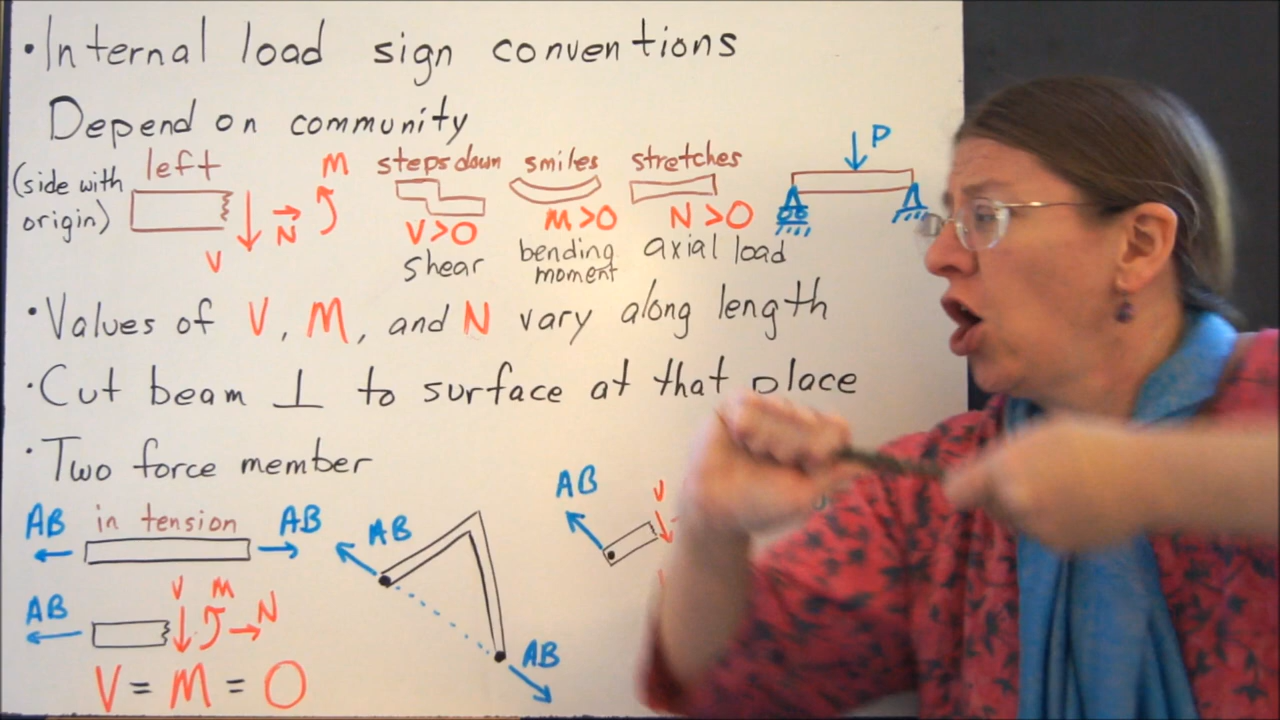 • Internal load sign conventions
Depend on community
(side with origin)
left
V
N
M
steps down
V>0
shear
smiles
M>0
bending moment
stretches
N>0
axial load
P
• Values of V, M, and N vary along length
• Cut beam ⊥ to surface at that place
• Two force member
AB in tension AB
AB
V M N
V = M = 0
AB
AB
AB
V